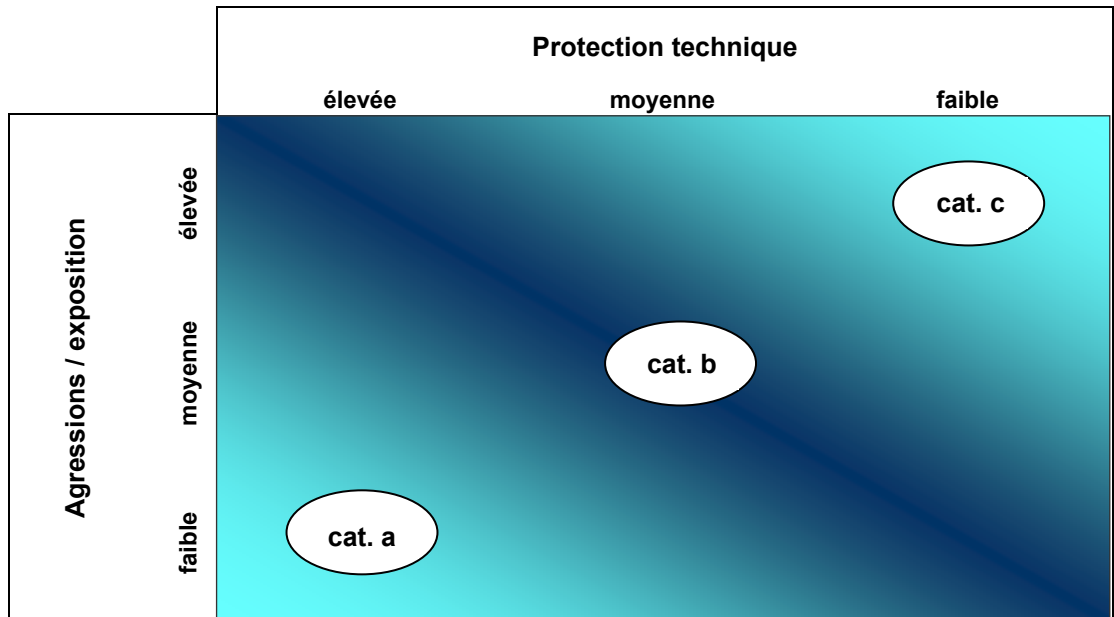 Protection technique
élevée moyenne faible
Agressions / exposition
élevée
moyenne
faible
cat. c
cat. b
cat. a